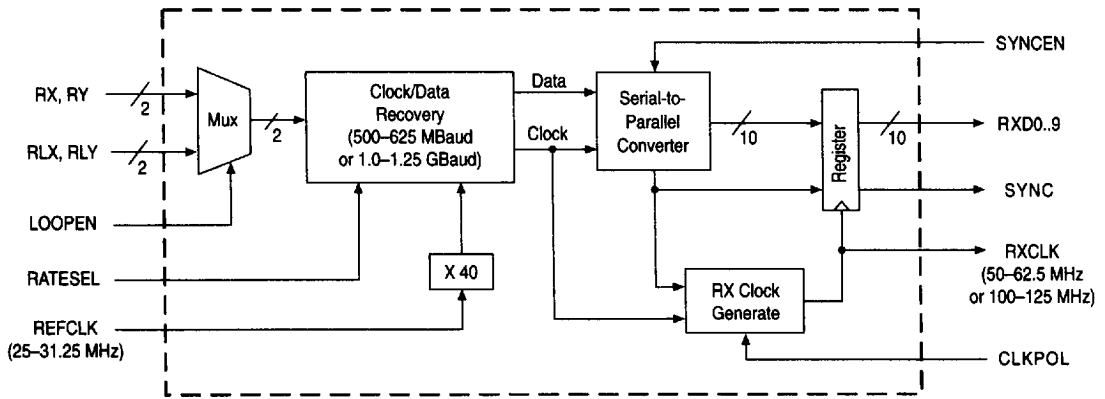 SYNCEN
RX, RY
2
RLX, RLY
2
Mux
2
Clock/Data
Recovery
(500–625 MBaud
or 1.0–1.25 GBaud)
Data
Clock
Serial-to-
Parallel
Converter
10
Register
10
RXD0..9
SYNC
LOOPEN
RATESEL
X 40
REFCLK
(25–31.25 MHz)
RX Clock
Generate
RXCLK
(50–62.5 MHz
or 100–125 MHz)
CLKPOL